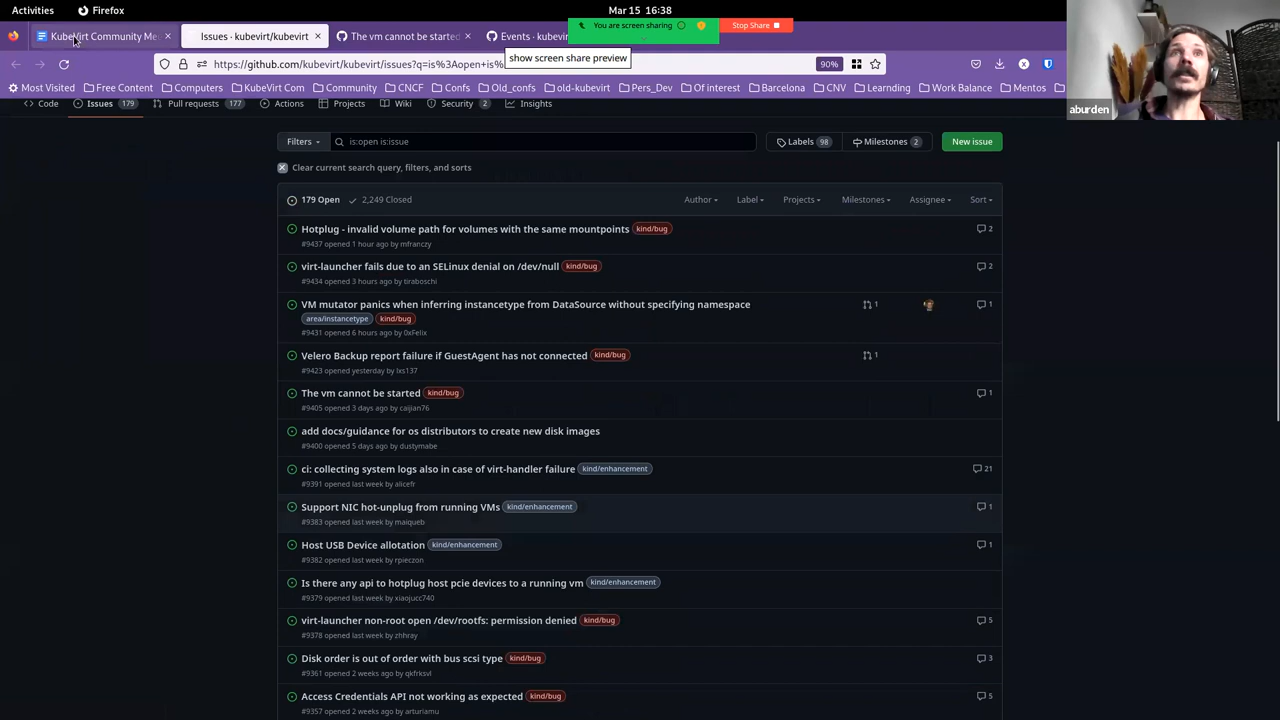 Activities
Firefox
Mar 15 16:38
You are screen sharing
Stop Share
KubeVirt Community Me
Issues · kubevirt/kubevirt
The vm cannot be started
Events · kubevi
show screen share preview
https://github.com/kubevirt/kubevirt/issues?q=is%3Aopen+is%
90%
Most Visited
Free Content
Computers
KubeVirt Com
Community
CNCF
Confs
Old_confs
old-kubevirt
Pers_Dev
Of interest
Barcelona
CNV
Learnding
Work Balance
Mentos
aburden
Code
Issues 179
Pull requests 177
Actions
Projects
Wiki
Security 2
Insights
Filters
is:open is:issue
Labels 98
Milestones 2
New issue
Clear current search query, filters, and sorts
179 Open
2,249 Closed
Author
Label
Projects
Milestones
Assignee
Sort
Hotplug - invalid volume path for volumes with the same mountpoints kind/bug 2
#9437 opened 1 hour ago by mfranczy
virt-launcher fails due to an SELinux denial on /dev/null kind/bug 2
#9434 opened 3 hours ago by tiraboschi
VM mutator panics when inferring instancetype from DataSource without specifying namespace 1 1
area/instancetype kind/bug
#9431 opened 6 hours ago by 0xFelix
Velero Backup report failure if GuestAgent has not connected kind/bug 1
#9423 opened yesterday by lxs137
The vm cannot be started kind/bug 1
#9405 opened 3 days ago by caijian76
add docs/guidance for os distributors to create new disk images
#9400 opened 5 days ago by dustymabe
ci: collecting system logs also in case of virt-handler failure kind/enhancement 21
#9391 opened last week by alicefr
Support NIC hot-unplug from running VMs kind/enhancement 1
#9383 opened last week by maiqueb
Host USB Device allotation kind/enhancement 1
#9382 opened last week by rpieczon
Is there any api to hotplug host pcie devices to a running vm kind/enhancement
#9379 opened last week by xiaojucc740
virt-launcher non-root open /dev/rootfs: permission denied kind/bug 5
#9378 opened last week by zhhray
Disk order is out of order with bus scsi type kind/bug 3
#9361 opened 2 weeks ago by qkfrksvl
Access Credentials API not working as expected kind/bug 5
#9357 opened 2 weeks ago by arturiamu